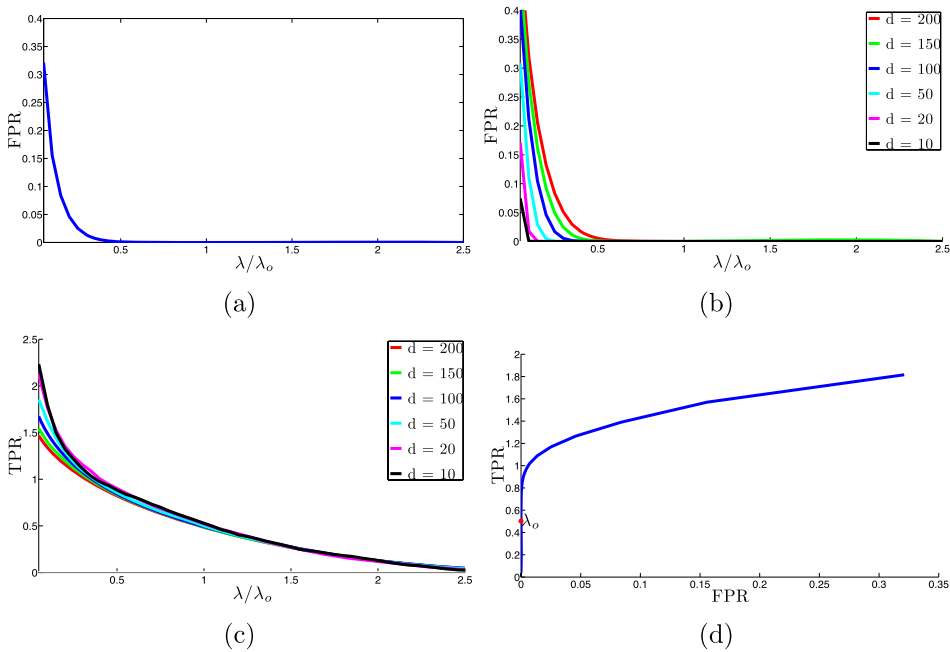 0.4
0.35
0.3
0.25
0.2
0.15
0.1
0.05
0
FPR
0.5
1
1.5
2
2.5
λ/λ_o
(a)
0.4
0.35
0.3
0.25
0.2
0.15
0.1
0.05
0
FPR
0.5
1
1.5
2
2.5
λ/λ_o
d = 200
d = 150
d = 100
d = 50
d = 20
d = 10
(b)
2.5
2
1.5
1
0.5
0
TPR
0.5
1
1.5
2
2.5
λ/λ_o
d = 200
d = 150
d = 100
d = 50
d = 20
d = 10
(c)
2
1.8
1.6
1.4
1.2
1
0.8
0.6
0.4
0.2
0
TPR
λ_o
0
0.05
0.1
0.15
0.2
0.25
0.3
0.35
FPR
(d)